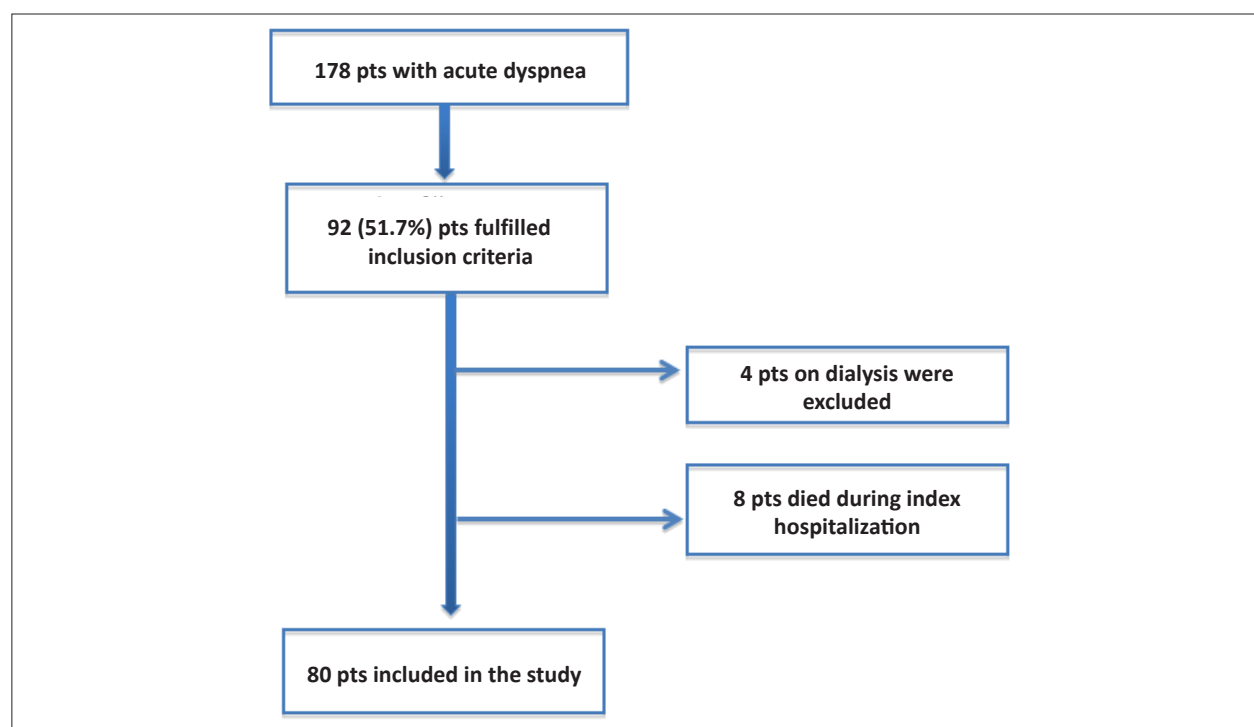 178 pts with acute dyspnea
92 (51.7%) pts fulfilled
inclusion criteria
4 pts on dialysis were
excluded
8 pts died during index
hospitalization
80 pts included in the study